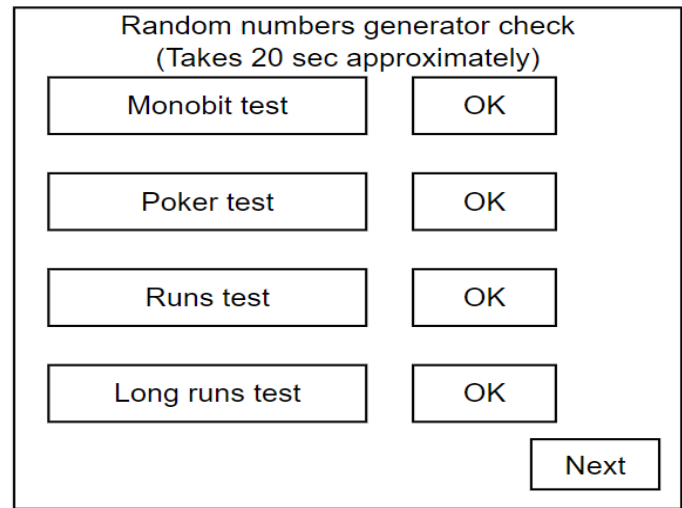 Random numbers generator check
(Takes 20 sec approximately)
Monobit test OK
Poker test OK
Runs test OK
Long runs test OK
Next